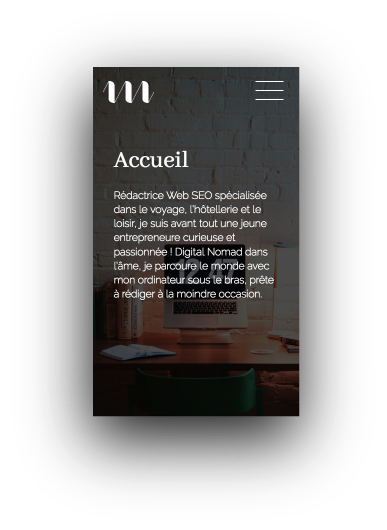 Accueil
Rédactrice Web SEO spécialisée
dans le voyage, l'hôtellerie et le
loisir, je suis avant tout une jeune
entrepreneure curieuse et
passionnée ! Digital Nomad dans
l'âme, je parcoure le monde avec
mon ordinateur sous le bras, prête
à rédiger à la moindre occasion.